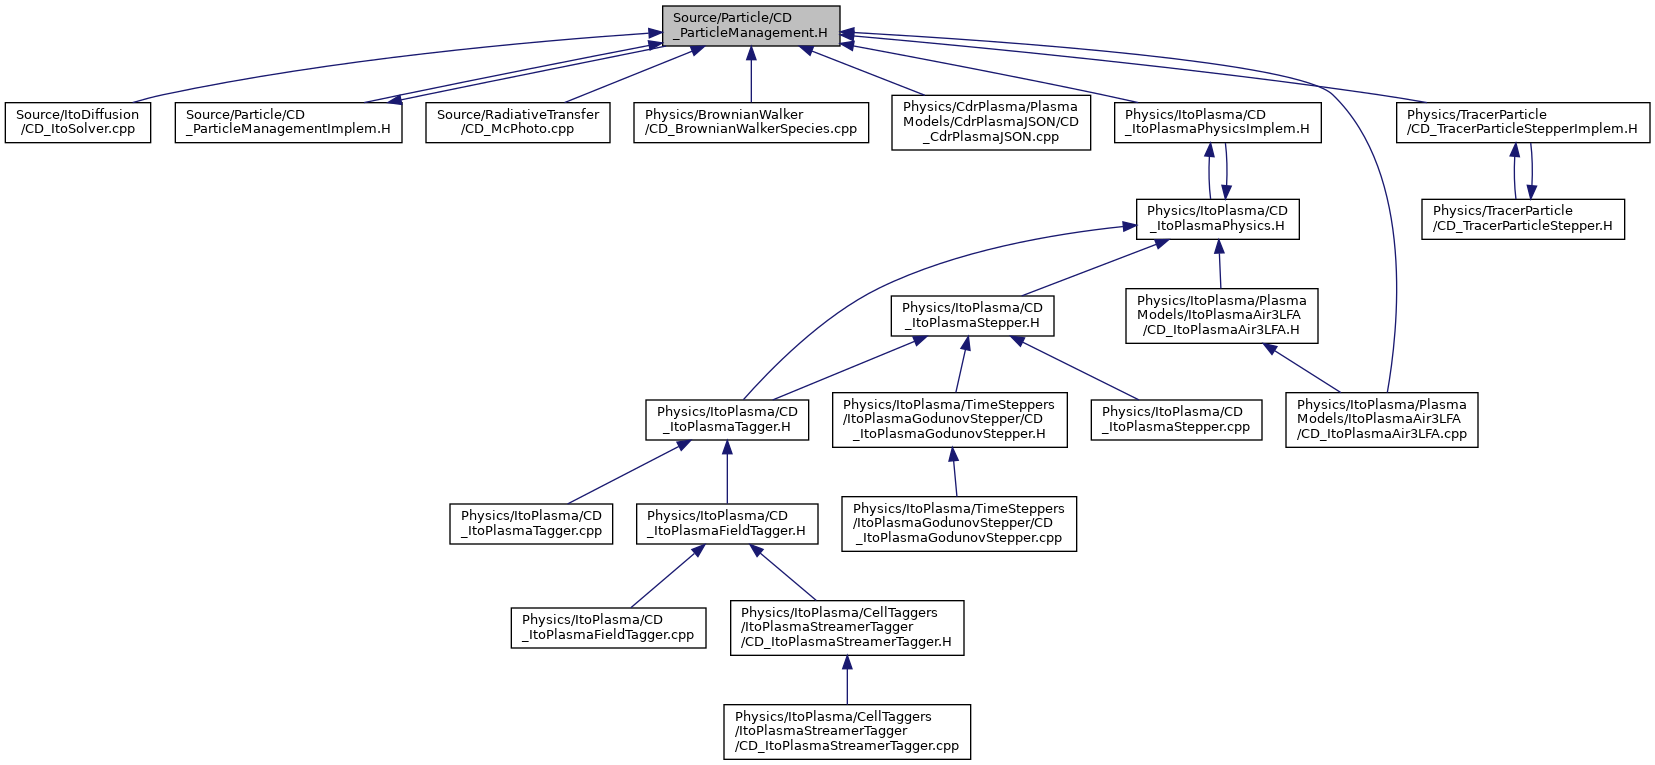 Source/Particle/CD
_ParticleManagement.H
Source/ItoDiffusion
/CD_ItoSolver.cpp
Source/Particle/CD
_ParticleManagementImplem.H
Source/RadiativeTransfer
/CD_McPhoto.cpp
Physics/BrownianWalker
/CD_BrownianWalkerSpecies.cpp
Physics/CdrPlasma/Plasma
Models/CdrPlasmaJSON/CD
_CdrPlasmaJSON.cpp
Physics/ItoPlasma/CD
_ItoPlasmaPhysicsImplem.H
Physics/TracerParticle
/CD_TracerParticleStepperImplem.H
Physics/ItoPlasma/CD
_ItoPlasmaPhysics.H
Physics/TracerParticle
/CD_TracerParticleStepper.H
Physics/ItoPlasma/CD
_ItoPlasmaStepper.H
Physics/ItoPlasma/Plasma
Models/ItoPlasmaAir3LFA
/CD_ItoPlasmaAir3LFA.H
Physics/ItoPlasma/CD
_ItoPlasmaTagger.H
Physics/ItoPlasma/TimeSteppers
/ItoPlasmaGodunovStepper/CD
_ItoPlasmaGodunovStepper.H
Physics/ItoPlasma/CD
_ItoPlasmaStepper.cpp
Physics/ItoPlasma/Plasma
Models/ItoPlasmaAir3LFA
/CD_ItoPlasmaAir3LFA.cpp
Physics/ItoPlasma/CD
_ItoPlasmaTagger.cpp
Physics/ItoPlasma/CD
_ItoPlasmaFieldTagger.H
Physics/ItoPlasma/TimeSteppers
/ItoPlasmaGodunovStepper/CD
_ItoPlasmaGodunovStepper.cpp
Physics/ItoPlasma/CD
_ItoPlasmaFieldTagger.cpp
Physics/ItoPlasma/CellTaggers
/ItoPlasmaStreamerTagger
/CD_ItoPlasmaStreamerTagger.H
Physics/ItoPlasma/CellTaggers
/ItoPlasmaStreamerTagger
/CD_ItoPlasmaStreamerTagger.cpp